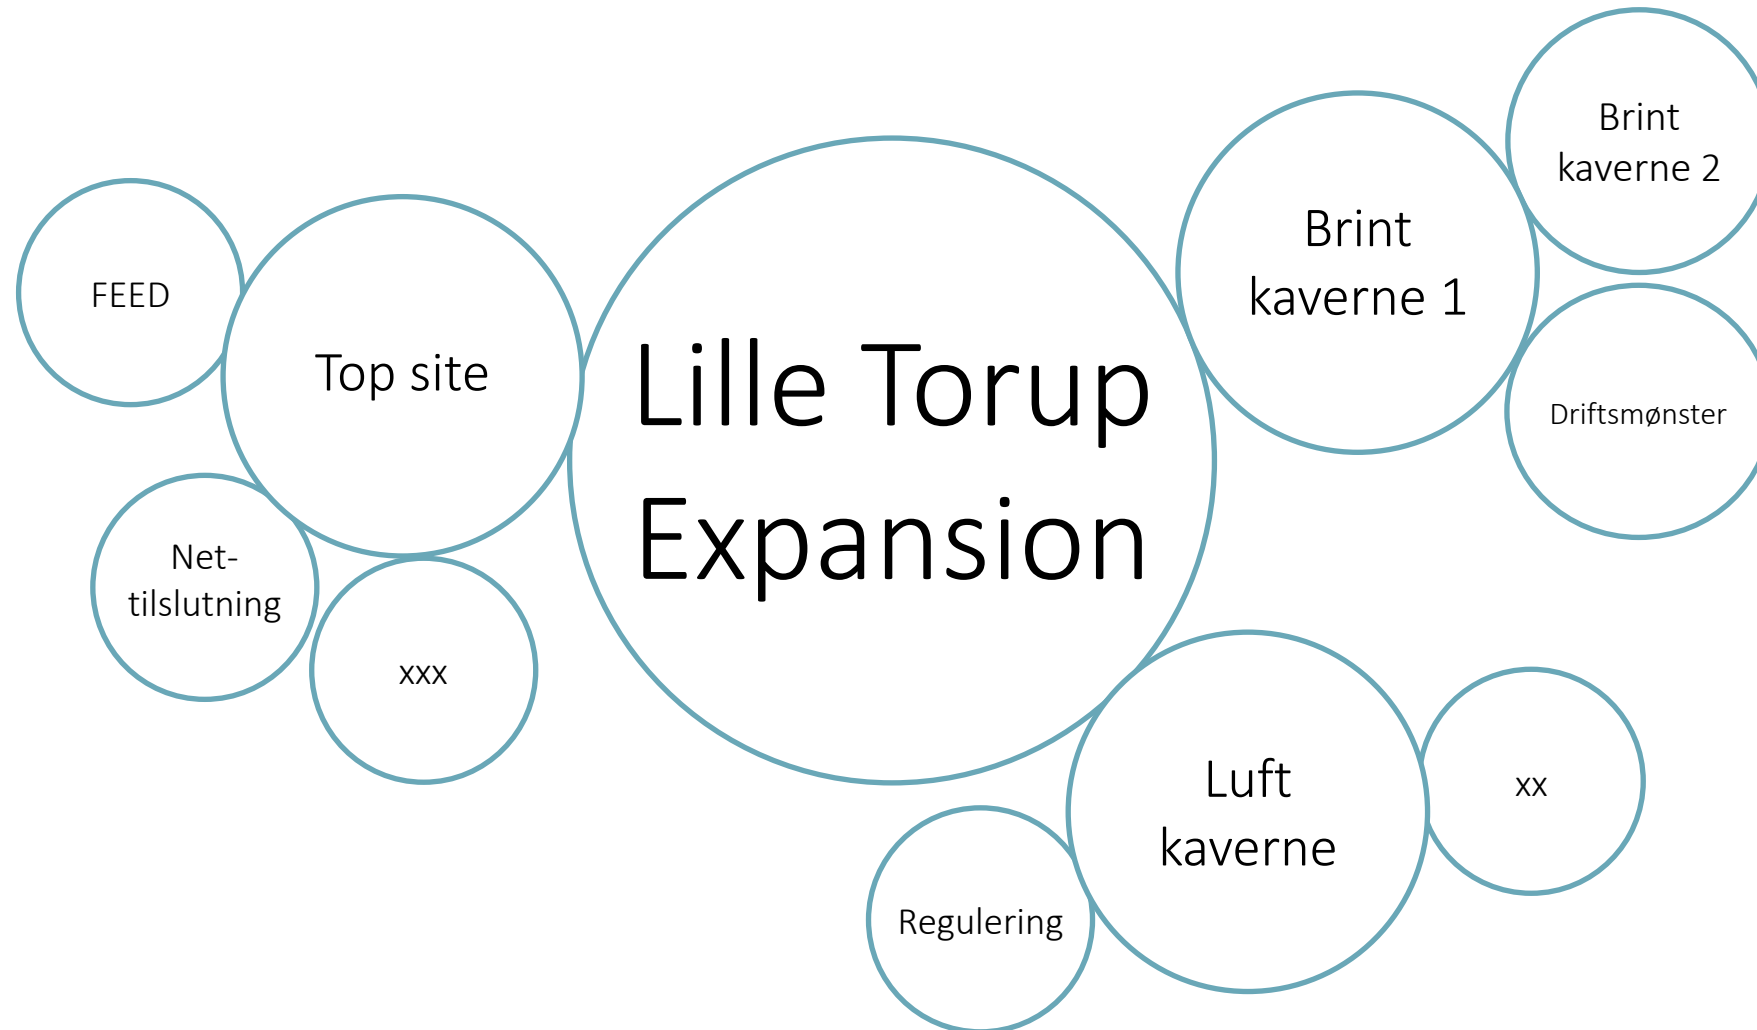 FEED
Top site
Net-
tilslutning
xxx
Lille Torup
Expansion
Brint
kaverne 1
Brint
kaverne 2
Driftsmønster
Luft
kaverne
xx
Regulering